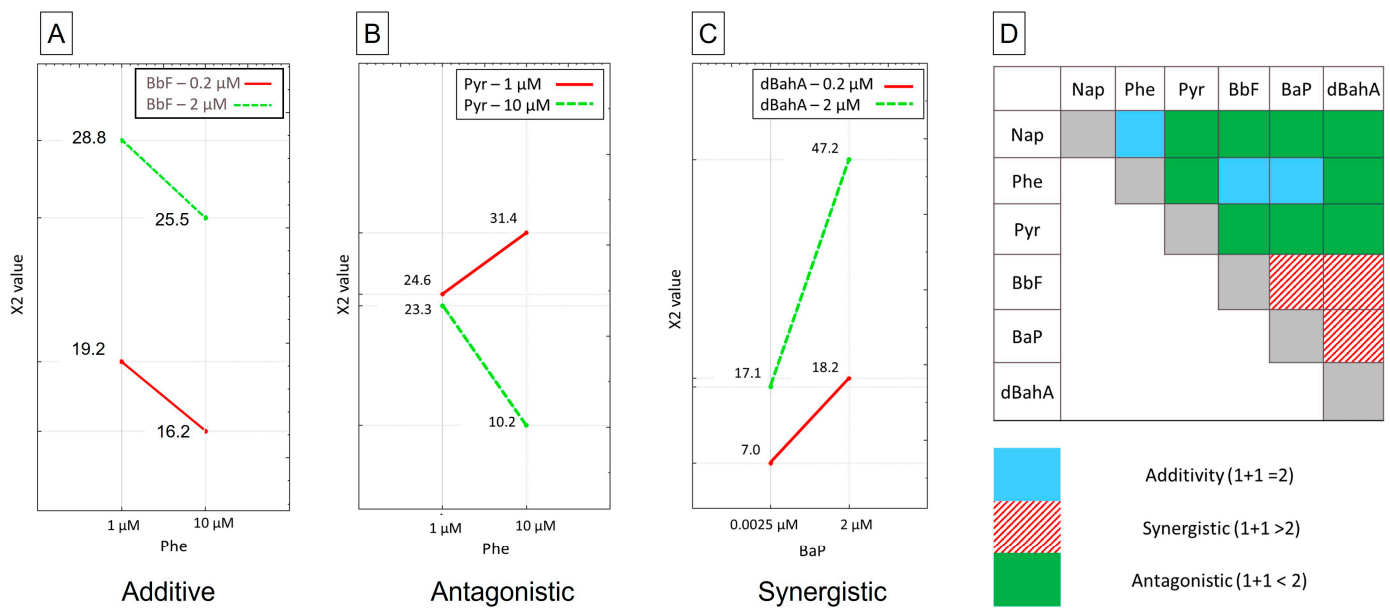 A
BbF – 0.2 μM
BbF – 2 μM
28.8
25.5
19.2
16.2
X2 value
1 μM
10 μM
Phe
Additive
B
Pyr – 1 μM
Pyr – 10 μM
31.4
24.6
23.3
10.2
X2 value
1 μM
10 μM
Phe
Antagonistic
C
dBahA – 0.2 μM
dBahA – 2 μM
47.2
17.1
18.2
7.0
X2 value
0.0025 μM
2 μM
BaP
Synergistic
D
Nap Phe Pyr BbF BaP dBahA
Nap
Phe
Pyr
BbF
BaP
dBahA
Additivity (1+1 =2)
Synergistic (1+1 >2)
Antagonistic (1+1 < 2)